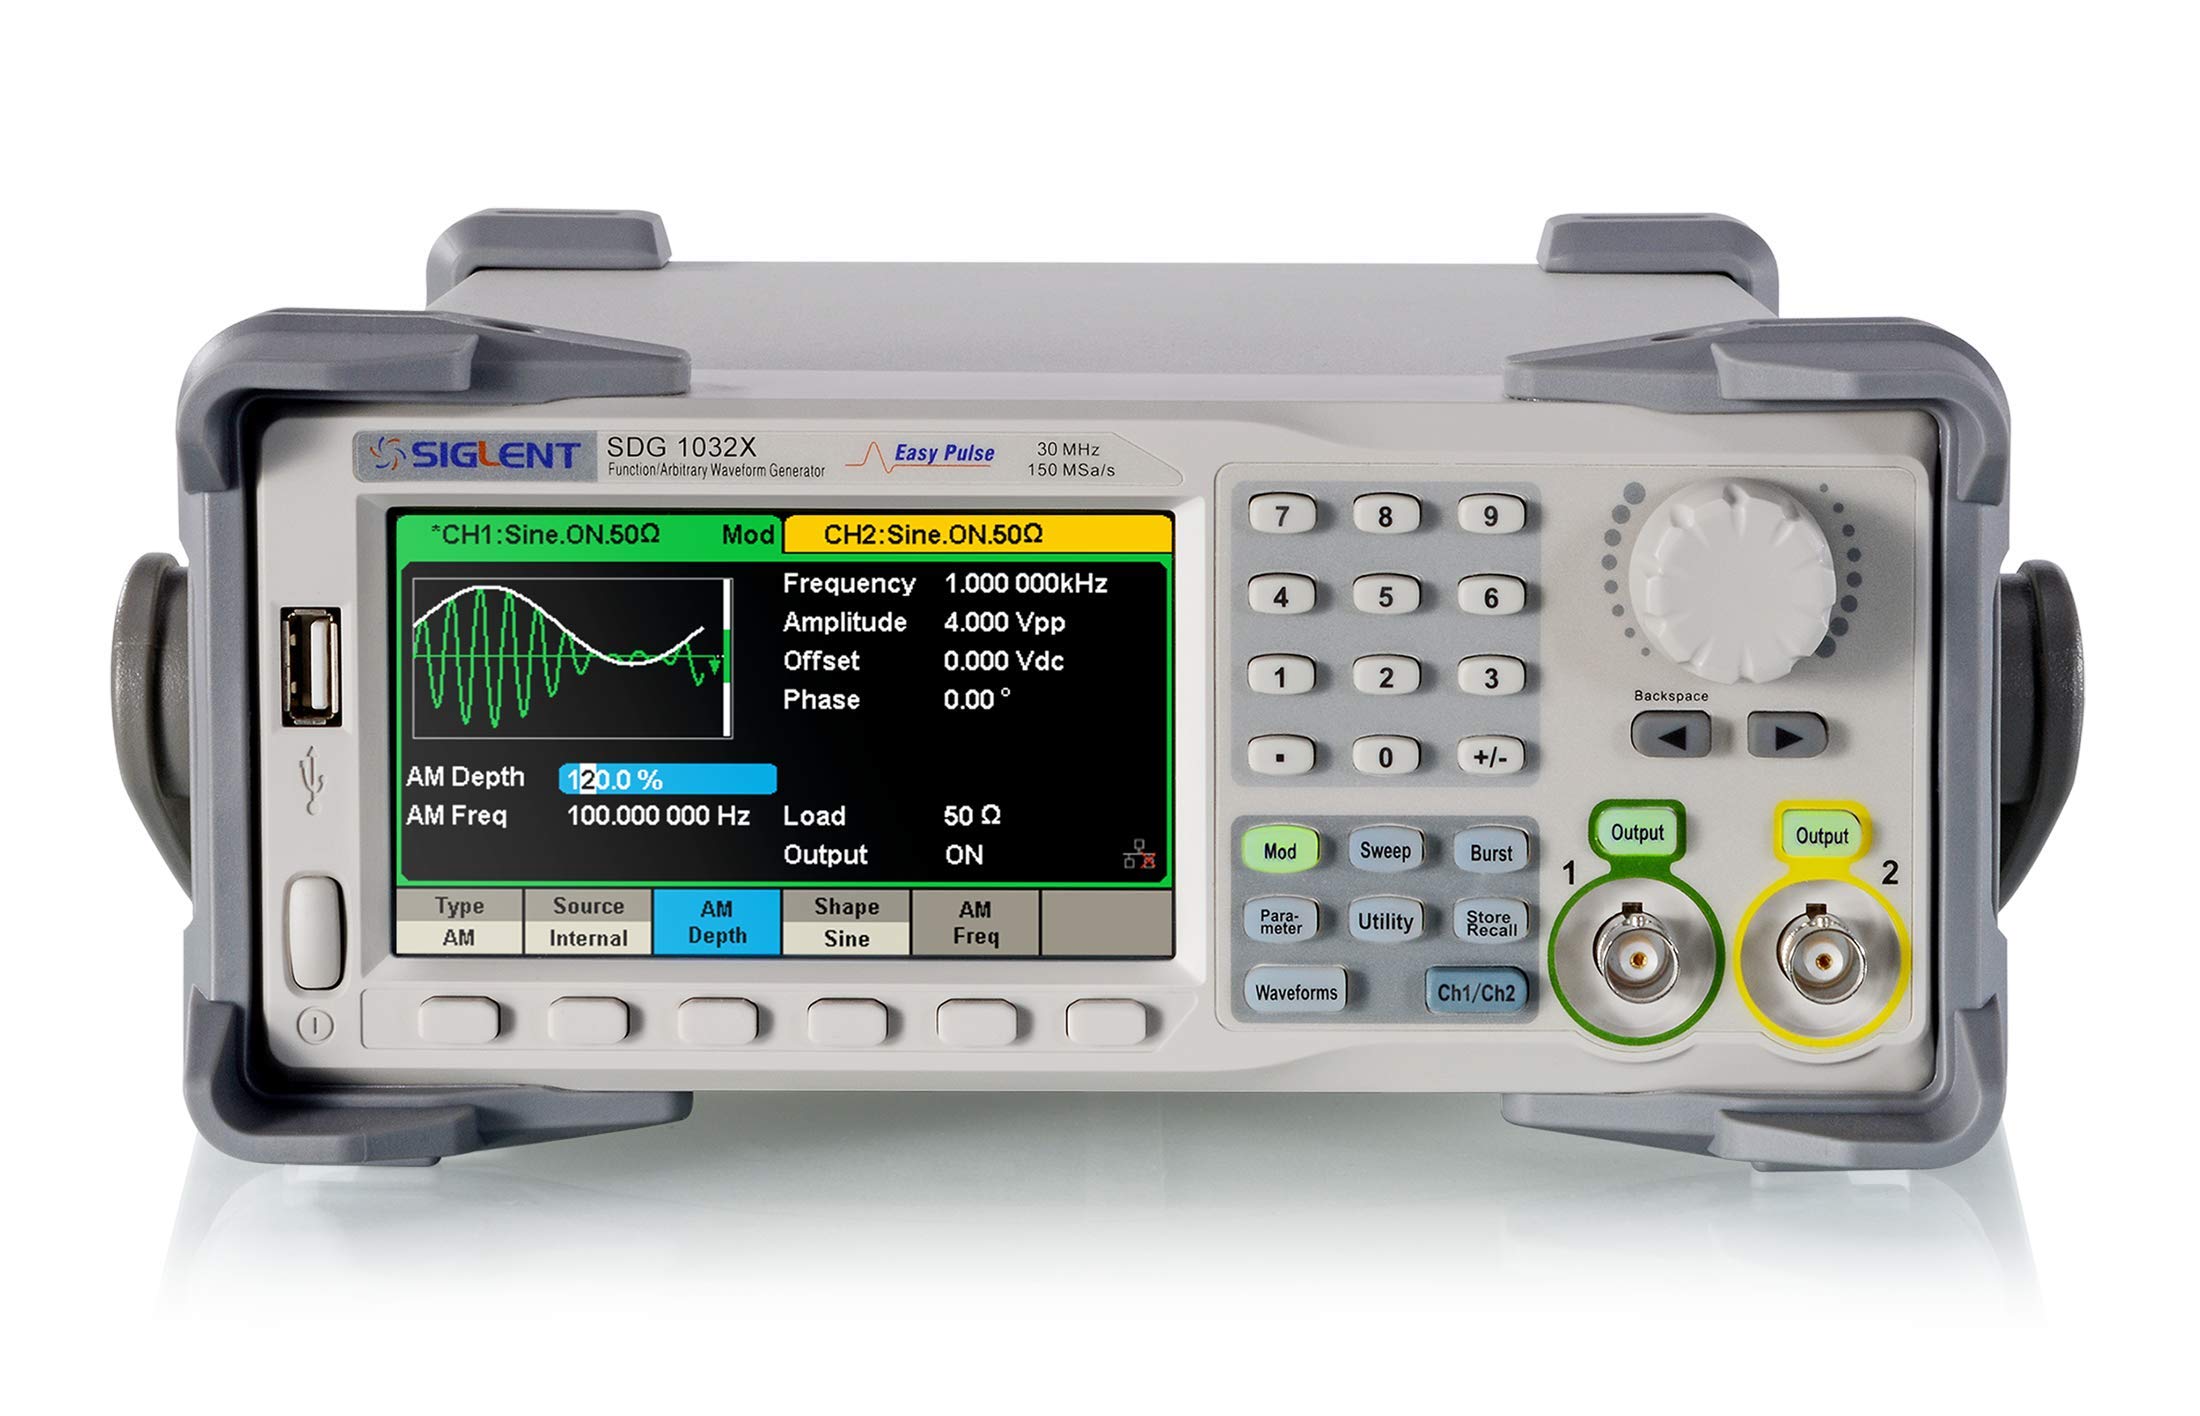 SIGLENT SDG 1032X Easy Pulse 30 MHz
Function/Arbitrary Waveform Generator 150 MSa/s
*CH1:Sine.ON.50Ω Mod CH2:Sine.ON.50Ω
Frequency 1.000 000kHz
Amplitude 4.000 Vpp
Offset 0.000 Vdc
Phase 0.00 °
AM Depth 120.0 %
AM Freq 100.000 000 Hz Load 50 Ω
Output ON
Type Source AM Shape AM
AM Internal Depth Sine Freq
7 8 9
4 5 6
1 2 3
. 0 +/-
Backspace
Mod Sweep Burst
Para- Utility Store
meter Recall
Waveforms Ch1/Ch2
Output Output
1 2